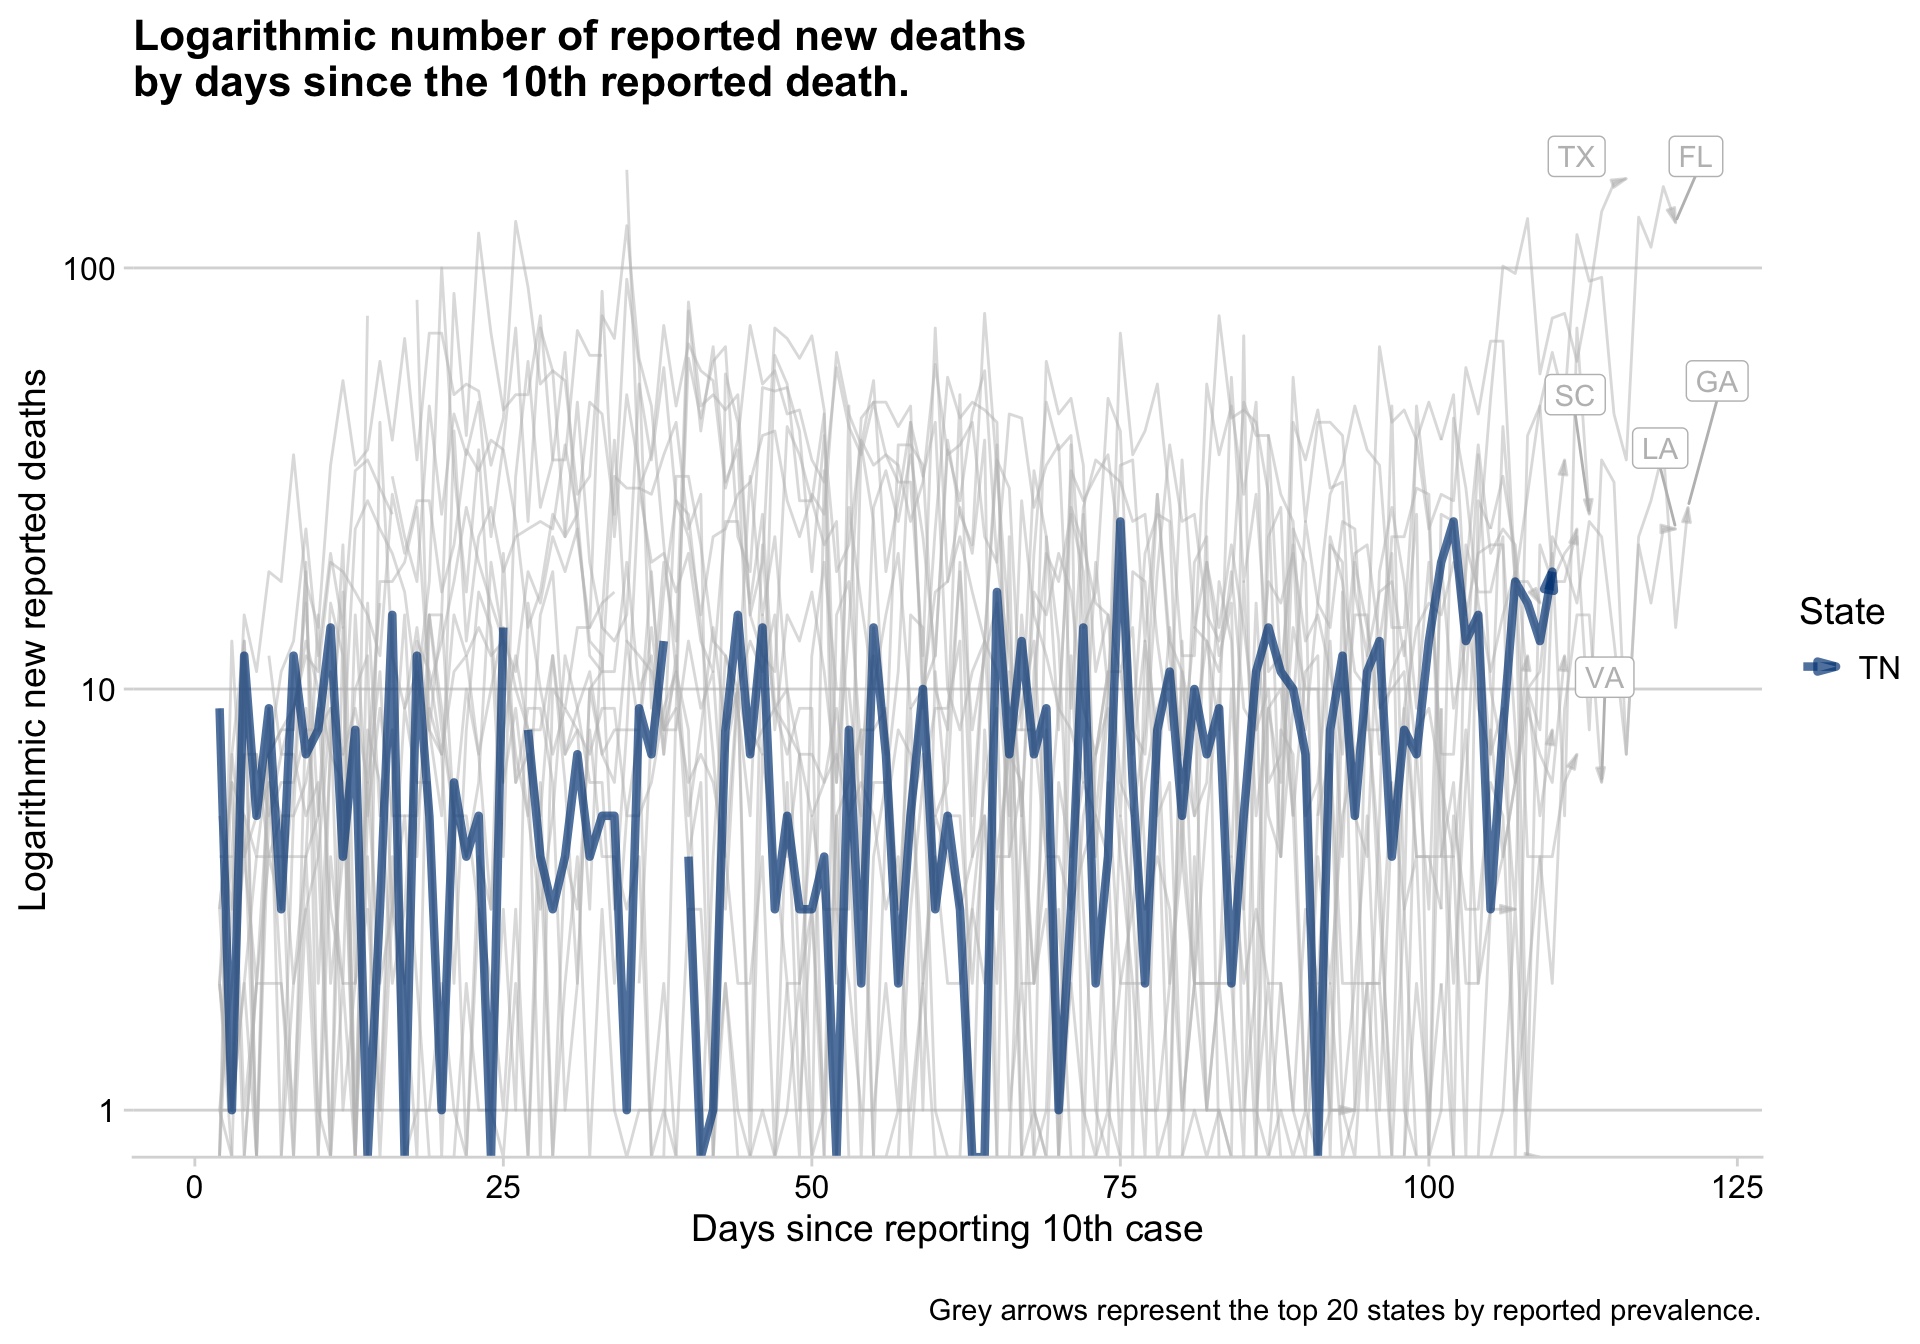 Logarithmic number of reported new deaths
by days since the 10th reported death.
Logarithmic new reported deaths
100
10
1
TX
FL
SC
GA
LA
VA
State
TN
0
25
50
75
100
125
Days since reporting 10th case
Grey arrows represent the top 20 states by reported prevalence.